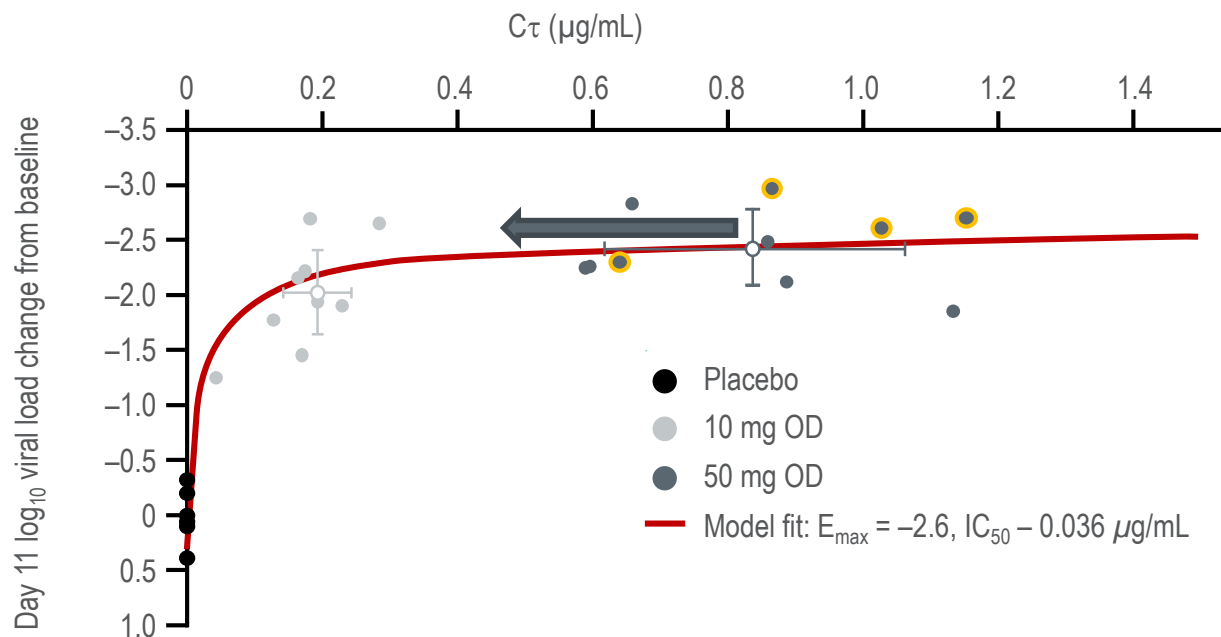 Cτ (µg/mL)
0 0.2 0.4 0.6 0.8 1.0 1.2 1.4
Day 11 log₁₀ viral load change from baseline
–3.5
–3.0
–2.5
–2.0
–1.5
–1.0
–0.5
0
0.5
1.0
Placebo
10 mg OD
50 mg OD
Model fit: Eₘₐₓ = –2.6, IC₅₀ – 0.036 µg/mL